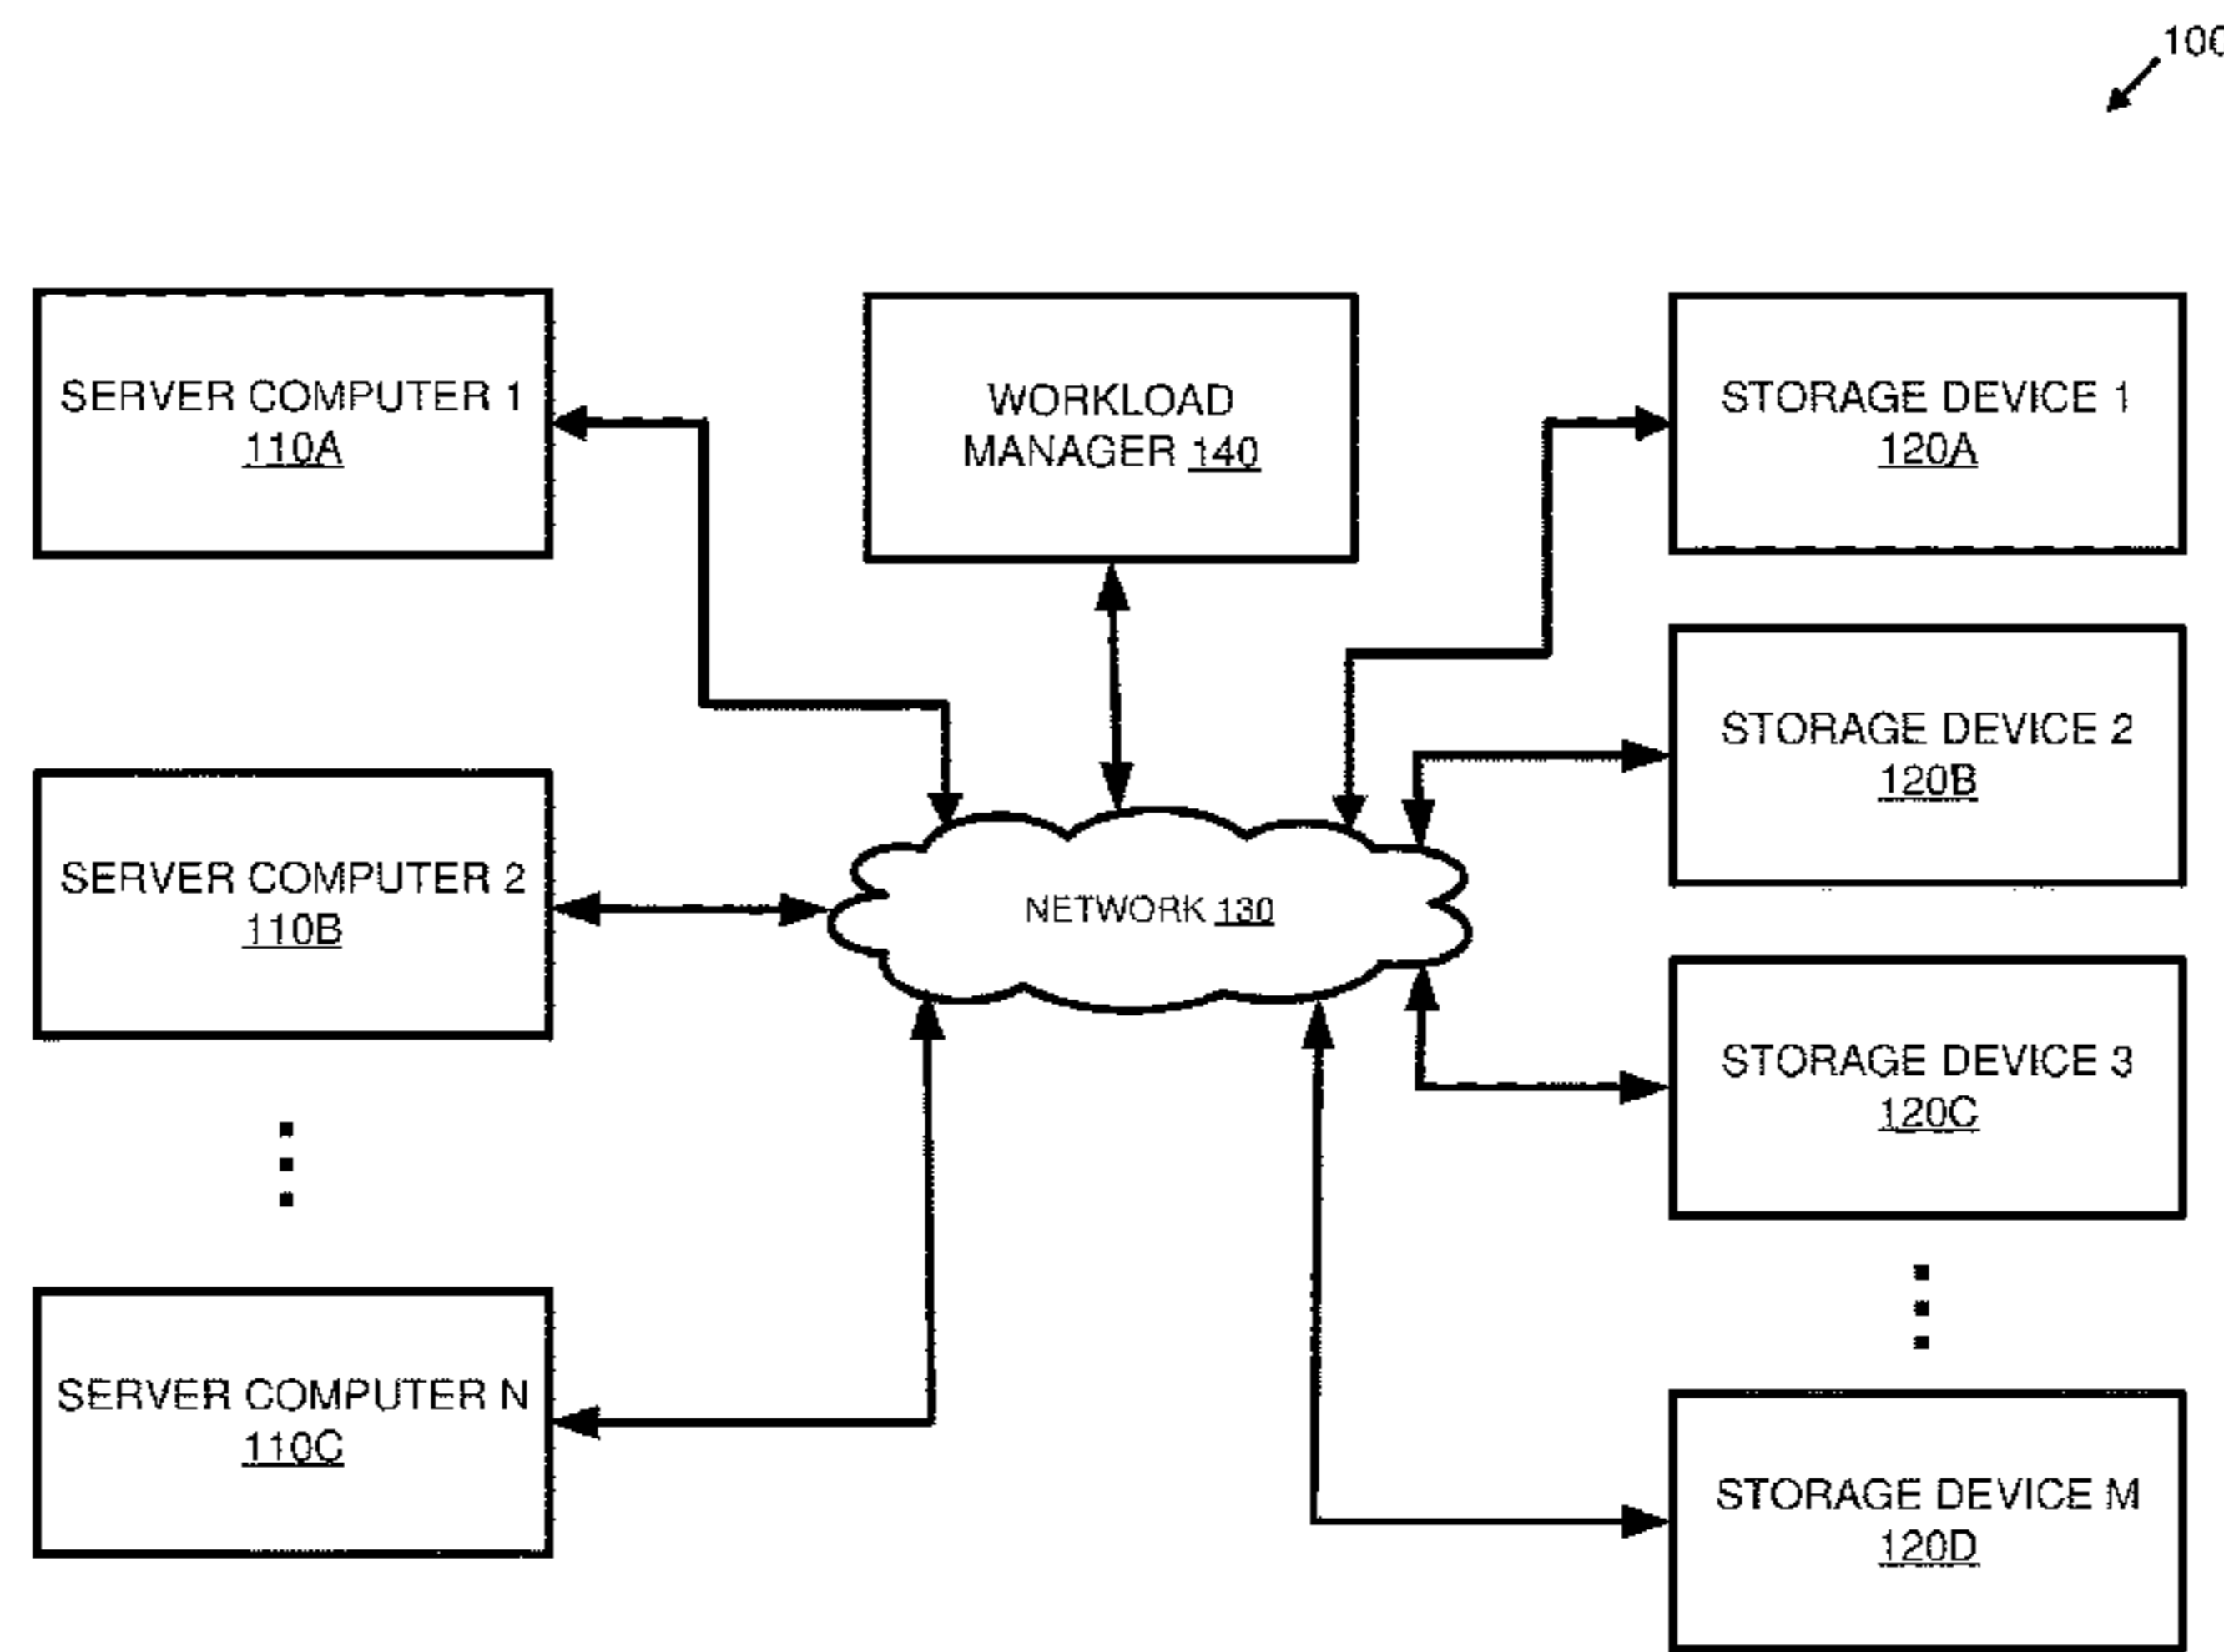 100
SERVER COMPUTER 1
110A
WORKLOAD
MANAGER 140
STORAGE DEVICE 1
120A
STORAGE DEVICE 2
120B
SERVER COMPUTER 2
110B
NETWORK 130
STORAGE DEVICE 3
120C
SERVER COMPUTER N
110C
STORAGE DEVICE M
120D